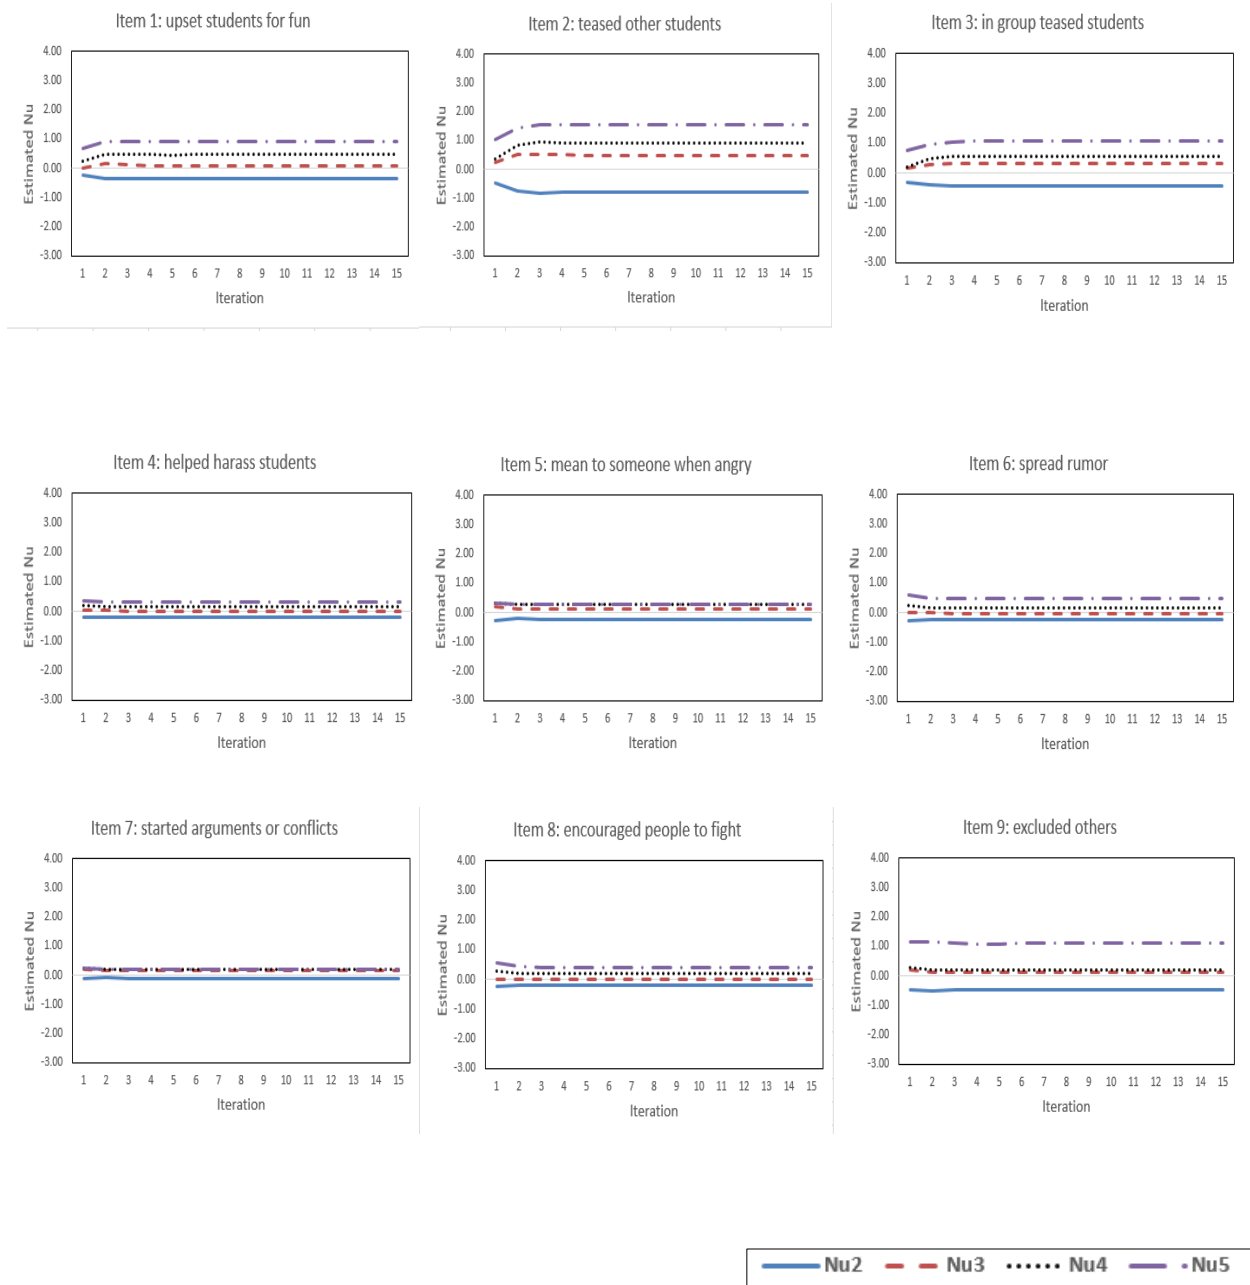 Item 1: upset students for fun
4.00
3.00
2.00
1.00
0.00
-1.00
-2.00
-3.00
Estimated Nu
1 2 3 4 5 6 7 8 9 10 11 12 13 14 15
Iteration
Item 2: teased other students
4.00
3.00
2.00
1.00
0.00
-1.00
-2.00
-3.00
Estimated Nu
1 2 3 4 5 6 7 8 9 10 11 12 13 14 15
Iteration
Item 3: in group teased students
4.00
3.00
2.00
1.00
0.00
-1.00
-2.00
-3.00
Estimated Nu
1 2 3 4 5 6 7 8 9 10 11 12 13 14 15
Iteration
Item 4: helped harass students
4.00
3.00
2.00
1.00
0.00
-1.00
-2.00
-3.00
Estimated Nu
1 2 3 4 5 6 7 8 9 10 11 12 13 14 15
Iteration
Item 5: mean to someone when angry
4.00
3.00
2.00
1.00
0.00
-1.00
-2.00
-3.00
Estimated Nu
1 2 3 4 5 6 7 8 9 10 11 12 13 14 15
Iteration
Item 6: spread rumor
4.00
3.00
2.00
1.00
0.00
-1.00
-2.00
-3.00
Estimated Nu
1 2 3 4 5 6 7 8 9 10 11 12 13 14 15
Iteration
Item 7: started arguments or conflicts
4.00
3.00
2.00
1.00
0.00
-1.00
-2.00
-3.00
Estimated Nu
1 2 3 4 5 6 7 8 9 10 11 12 13 14 15
Iteration
Item 8: encouraged people to fight
4.00
3.00
2.00
1.00
0.00
-1.00
-2.00
-3.00
Estimated Nu
1 2 3 4 5 6 7 8 9 10 11 12 13 14 15
Iteration
Item 9: excluded others
4.00
3.00
2.00
1.00
0.00
-1.00
-2.00
-3.00
Estimated Nu
1 2 3 4 5 6 7 8 9 10 11 12 13 14 15
Iteration
Nu2 Nu3 Nu4 Nu5